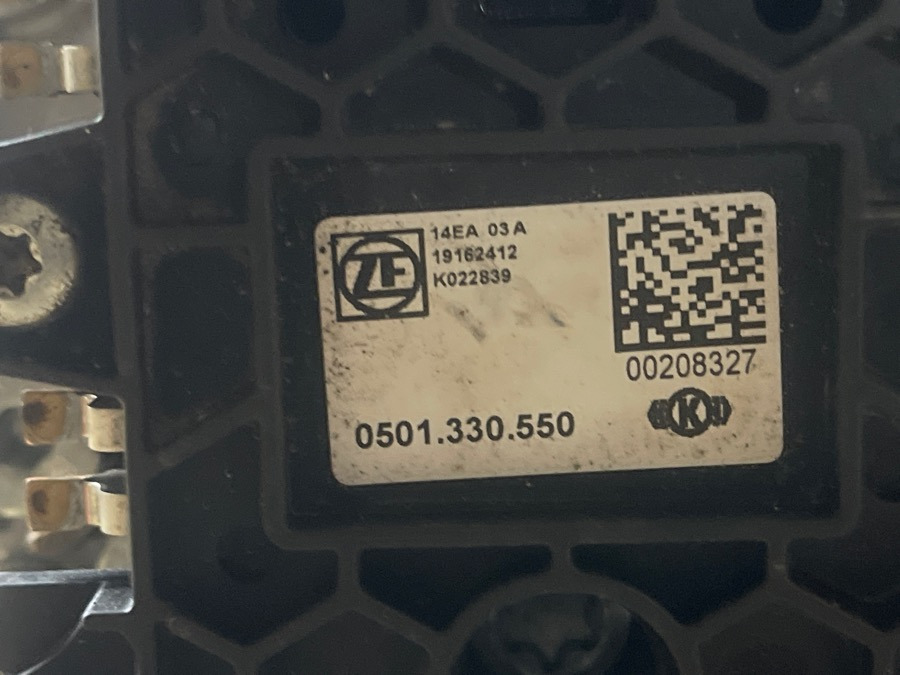 ZF
14EA 03 A
19162412
K022839
00208327
0501.330.550
K